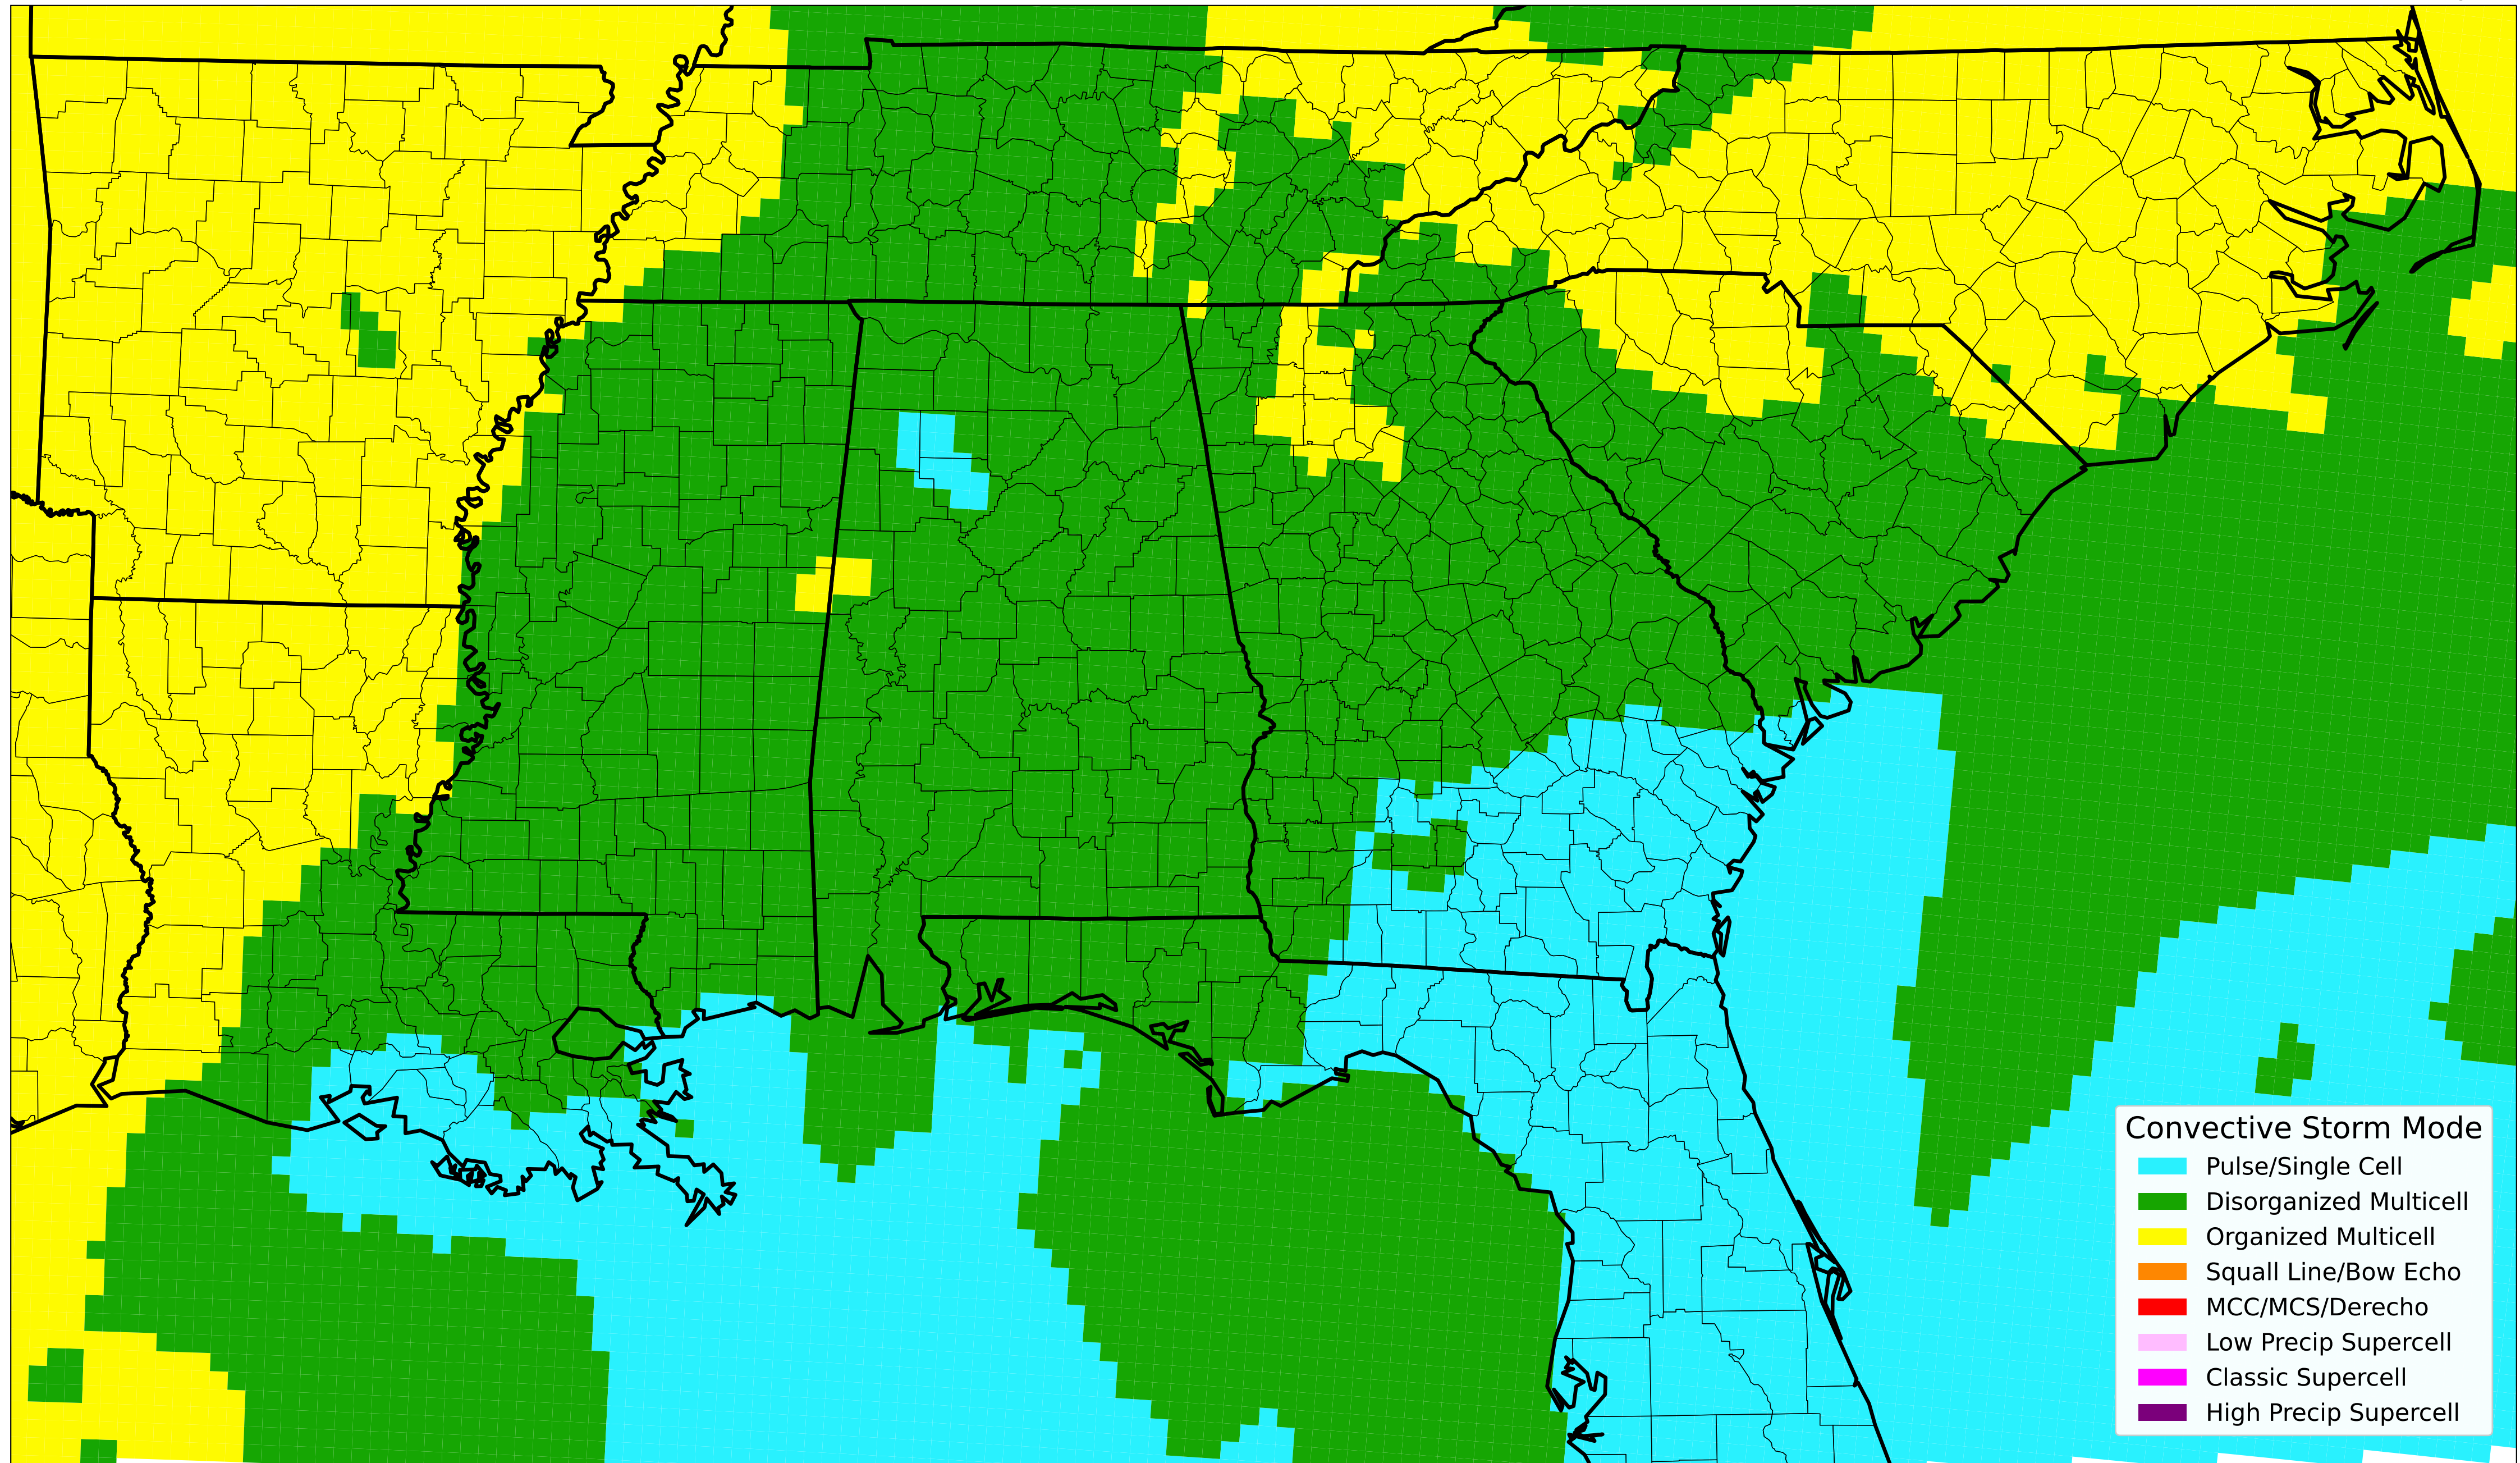 Convective Storm Mode
Pulse/Single Cell
Disorganized Multicell
Organized Multicell
Squall Line/Bow Echo
MCC/MCS/Derecho
Low Precip Supercell
Classic Supercell
High Precip Supercell